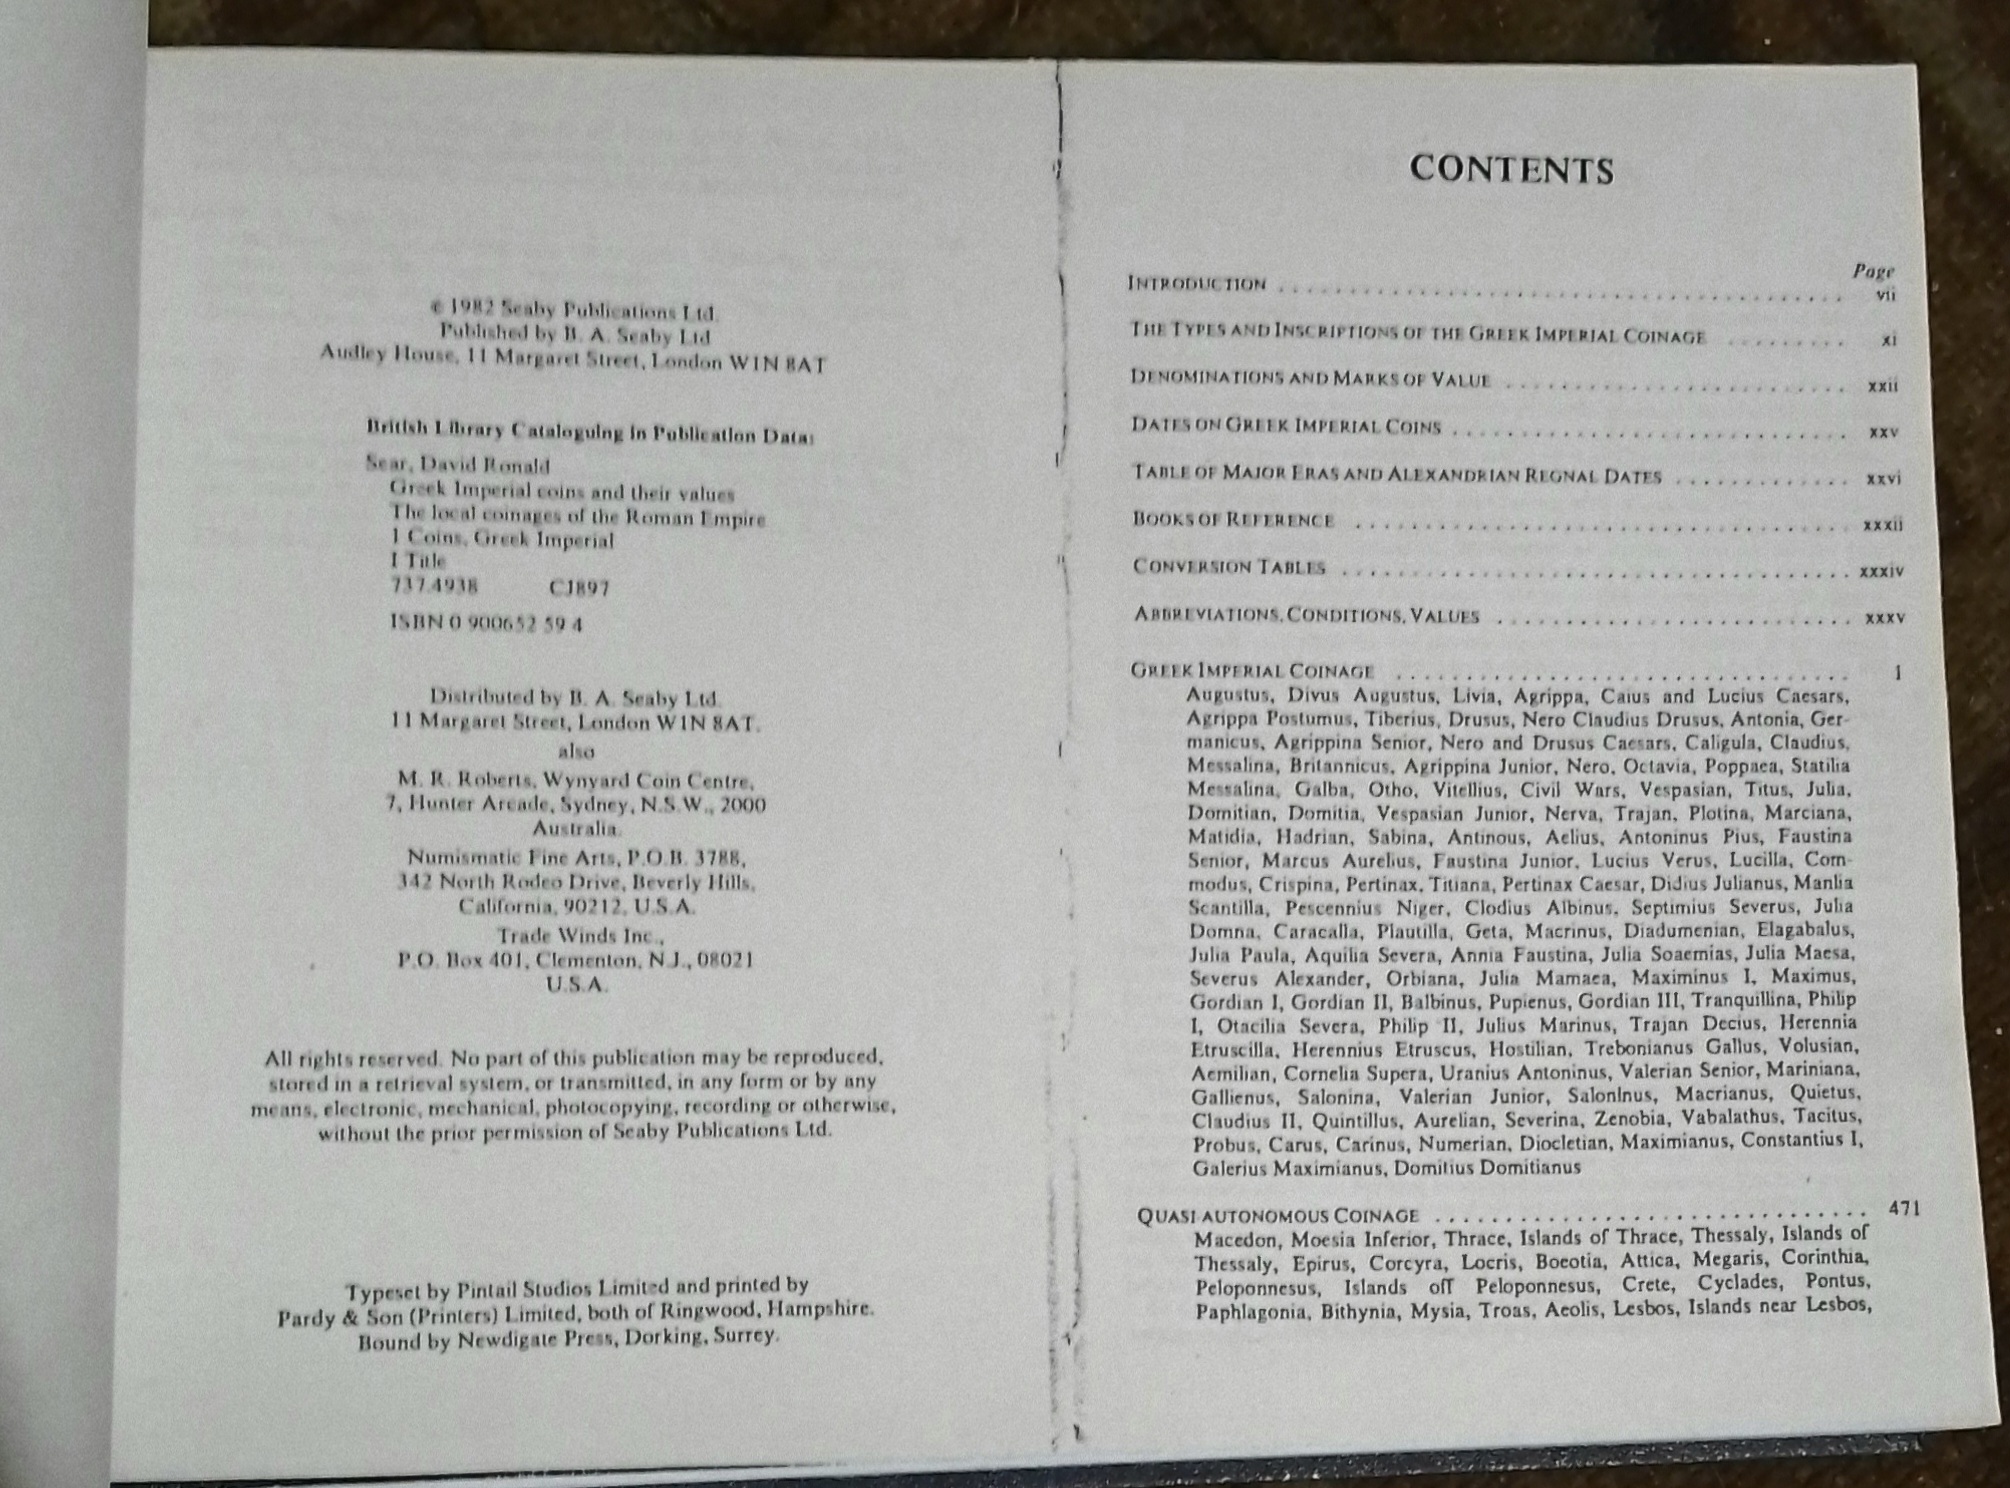 © 1982 Seaby Publications Ltd.
Published by B. A. Seaby Ltd
Audley House, 11 Margaret Street, London W1N 8AT
British Library Cataloguing in Publication Data:
Sear, David Ronald
Greek Imperial coins and their values
The local coinages of the Roman Empire
1 Coins, Greek Imperial
I Title
737.4938 CJ897
ISBN 0 900652 59 4
Distributed by B. A. Seaby Ltd.
11 Margaret Street, London W1N 8AT.
also
M. R. Roberts, Wynyard Coin Centre,
7, Hunter Arcade, Sydney, N.S.W., 2000
Australia.
Numismatic Fine Arts, P.O.B. 3788,
342 North Rodeo Drive, Beverly Hills,
California, 90212, U.S.A.
Trade Winds Inc.,
P.O. Box 401, Clementon, N.J., 08021
U.S.A.
All rights reserved. No part of this publication may be reproduced,
stored in a retrieval system, or transmitted, in any form or by any
means, electronic, mechanical, photocopying, recording or otherwise,
without the prior permission of Seaby Publications Ltd.
Typeset by Pintail Studios Limited and printed by
Pardy & Son (Printers) Limited, both of Ringwood, Hampshire.
Bound by Newdigate Press, Dorking, Surrey.
CONTENTS
Page
INTRODUCTION . . . . . . . . . . vii
THE TYPES AND INSCRIPTIONS OF THE GREEK IMPERIAL COINAGE . . . . . . . . . xi
DENOMINATIONS AND MARKS OF VALUE . . . . . . . . . . xxii
DATES ON GREEK IMPERIAL COINS . . . . . . . . . . xxv
TABLE OF MAJOR ERAS AND ALEXANDRIAN REGNAL DATES . . . . . . . . . . xxvi
BOOKS OF REFERENCE . . . . . . . . . . xxxii
CONVERSION TABLES . . . . . . . . . . xxxiv
ABBREVIATIONS, CONDITIONS, VALUES . . . . . . . . . . xxxv
GREEK IMPERIAL COINAGE . . . . . . . . . . 1
Augustus, Divus Augustus, Livia, Agrippa, Caius and Lucius Caesars,
Agrippa Postumus, Tiberius, Drusus, Nero Claudius Drusus, Antonia, Ger-
manicus, Agrippina Senior, Nero and Drusus Caesars, Caligula, Claudius,
Messalina, Britannicus, Agrippina Junior, Nero, Octavia, Poppaea, Statilia
Messalina, Galba, Otho, Vitellius, Civil Wars, Vespasian, Titus, Julia,
Domitian, Domitia, Vespasian Junior, Nerva, Trajan, Plotina, Marciana,
Matidia, Hadrian, Sabina, Antinous, Aelius, Antoninus Pius, Faustina
Senior, Marcus Aurelius, Faustina Junior, Lucius Verus, Lucilla, Com-
modus, Crispina, Pertinax, Titiana, Pertinax Caesar, Didius Julianus, Manlia
Scantilla, Pescennius Niger, Clodius Albinus, Septimius Severus, Julia
Domna, Caracalla, Plautilla, Geta, Macrinus, Diadumenian, Elagabalus,
Julia Paula, Aquilia Severa, Annia Faustina, Julia Soaemias, Julia Maesa,
Severus Alexander, Orbiana, Julia Mamaea, Maximinus I, Maximus,
Gordian I, Gordian II, Balbinus, Pupienus, Gordian III, Tranquillina, Philip
I, Otacilia Severa, Philip II, Julius Marinus, Trajan Decius, Herennia
Etruscilla, Herennius Etruscus, Hostilian, Trebonianus Gallus, Volusian,
Aemilian, Cornelia Supera, Uranius Antoninus, Valerian Senior, Mariniana,
Gallienus, Salonina, Valerian Junior, Saloninus, Macrianus, Quietus,
Claudius II, Quintillus, Aurelian, Severina, Zenobia, Vabalathus, Tacitus,
Probus, Carus, Carinus, Numerian, Diocletian, Maximianus, Constantius I,
Galerius Maximianus, Domitius Domitianus
QUASI-AUTONOMOUS COINAGE . . . . . . . . . . 471
Macedon, Moesia Inferior, Thrace, Islands of Thrace, Thessaly, Islands of
Thessaly, Epirus, Corcyra, Locris, Boeotia, Attica, Megaris, Corinthia,
Peloponnesus, Islands off Peloponnesus, Crete, Cyclades, Pontus,
Paphlagonia, Bithynia, Mysia, Troas, Aeolis, Lesbos, Islands near Lesbos,